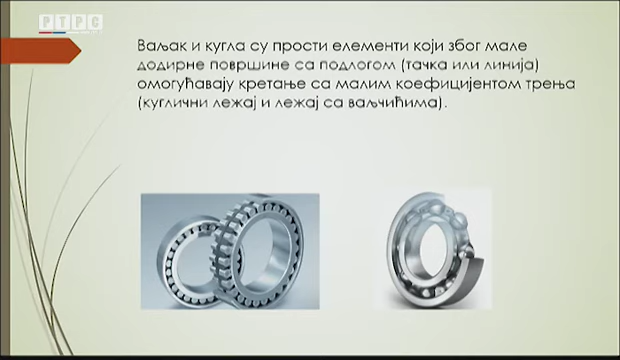 РТРС
Ваљак и кугла су прости елементи који због мале
додирне површине са подлогом (тачка или линија)
омогућавају кретање са малим коефицијентом трења
(куглични лежај и лежај са ваљчићима).